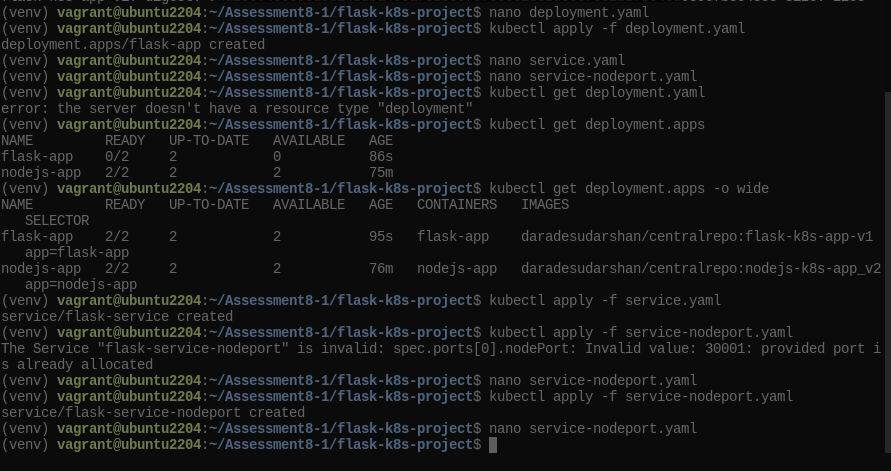 (venv) vagrant@ubuntu2204:~/Assessment8-1/flask-k8s-project$ nano deployment.yaml
(venv) vagrant@ubuntu2204:~/Assessment8-1/flask-k8s-project$ kubectl apply -f deployment.yaml
deployment.apps/flask-app created
(venv) vagrant@ubuntu2204:~/Assessment8-1/flask-k8s-project$ nano service.yaml
(venv) vagrant@ubuntu2204:~/Assessment8-1/flask-k8s-project$ nano service-nodeport.yaml
(venv) vagrant@ubuntu2204:~/Assessment8-1/flask-k8s-project$ kubectl get deployment.yaml
error: the server doesn't have a resource type "deployment"
(venv) vagrant@ubuntu2204:~/Assessment8-1/flask-k8s-project$ kubectl get deployment.apps
NAME         READY   UP-TO-DATE   AVAILABLE   AGE
flask-app    0/2     2            0           86s
nodejs-app   2/2     2            2           75m
(venv) vagrant@ubuntu2204:~/Assessment8-1/flask-k8s-project$ kubectl get deployment.apps -o wide
NAME         READY   UP-TO-DATE   AVAILABLE   AGE   CONTAINERS   IMAGES
   SELECTOR
flask-app    2/2     2            2           95s   flask-app    daradesudarshan/centralrepo:flask-k8s-app-v1
   app=flask-app
nodejs-app   2/2     2            2           76m   nodejs-app   daradesudarshan/centralrepo:nodejs-k8s-app_v2
   app=nodejs-app
(venv) vagrant@ubuntu2204:~/Assessment8-1/flask-k8s-project$ kubectl apply -f service.yaml
service/flask-service created
(venv) vagrant@ubuntu2204:~/Assessment8-1/flask-k8s-project$ kubectl apply -f service-nodeport.yaml
The Service "flask-service-nodeport" is invalid: spec.ports[0].nodePort: Invalid value: 30001: provided port i
s already allocated
(venv) vagrant@ubuntu2204:~/Assessment8-1/flask-k8s-project$ nano service-nodeport.yaml
(venv) vagrant@ubuntu2204:~/Assessment8-1/flask-k8s-project$ kubectl apply -f service-nodeport.yaml
service/flask-service-nodeport created
(venv) vagrant@ubuntu2204:~/Assessment8-1/flask-k8s-project$ nano service-nodeport.yaml
(venv) vagrant@ubuntu2204:~/Assessment8-1/flask-k8s-project$